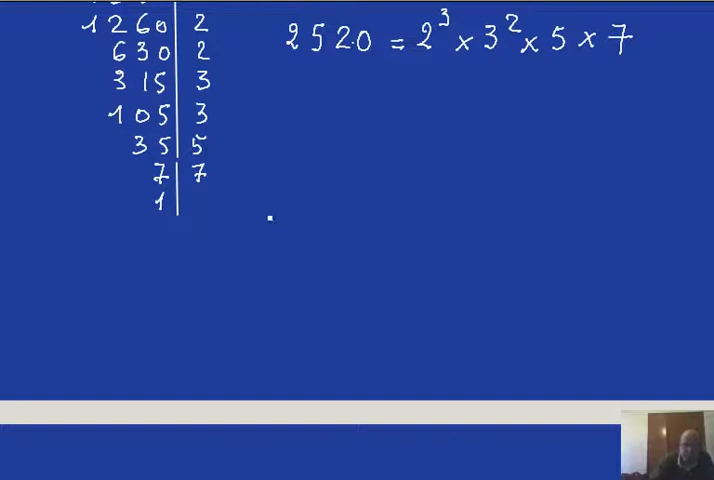 1260 | 2
2520 = 2³ × 3² × 5 × 7
630 | 2
315 | 3
105 | 3
35 | 5
7 | 7
1 |